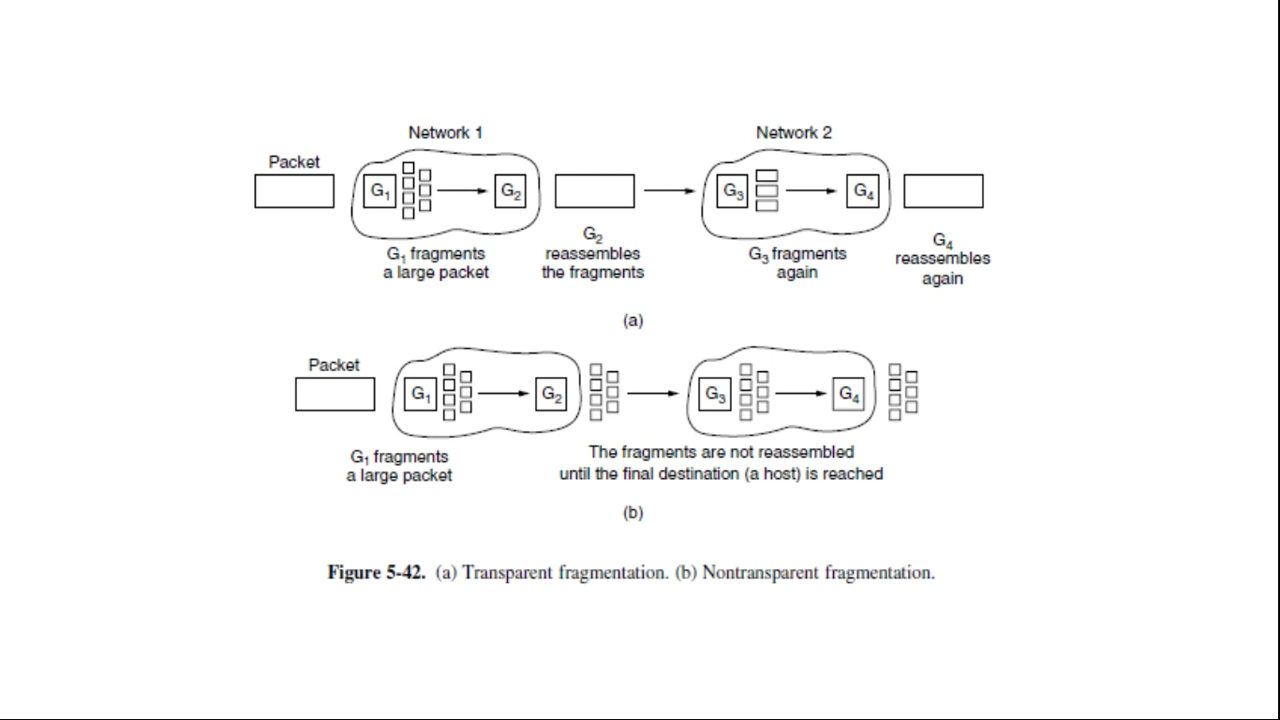 Network 1
Network 2
Packet
G1
G2
G3
G4
G1 fragments
a large packet
G2
reassembles
the fragments
G3 fragments
again
G4
reassembles
again
(a)
Packet
G1
G2
G3
G4
G1 fragments
a large packet
The fragments are not reassembled
until the final destination (a host) is reached
(b)
Figure 5-42. (a) Transparent fragmentation. (b) Nontransparent fragmentation.